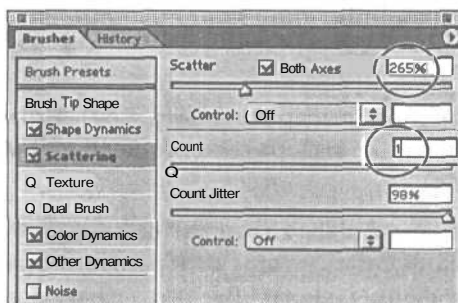 Brushes History
Brush Presets
Brush Tip Shape
Shape Dynamics
Scattering
Q Texture
Q Dual Brush
Color Dynamics
Other Dynamics
Noise
Scatter Both Axes 265%
Control: ( Off
Count 1
Q
Count Jitter 98%
Control: Off